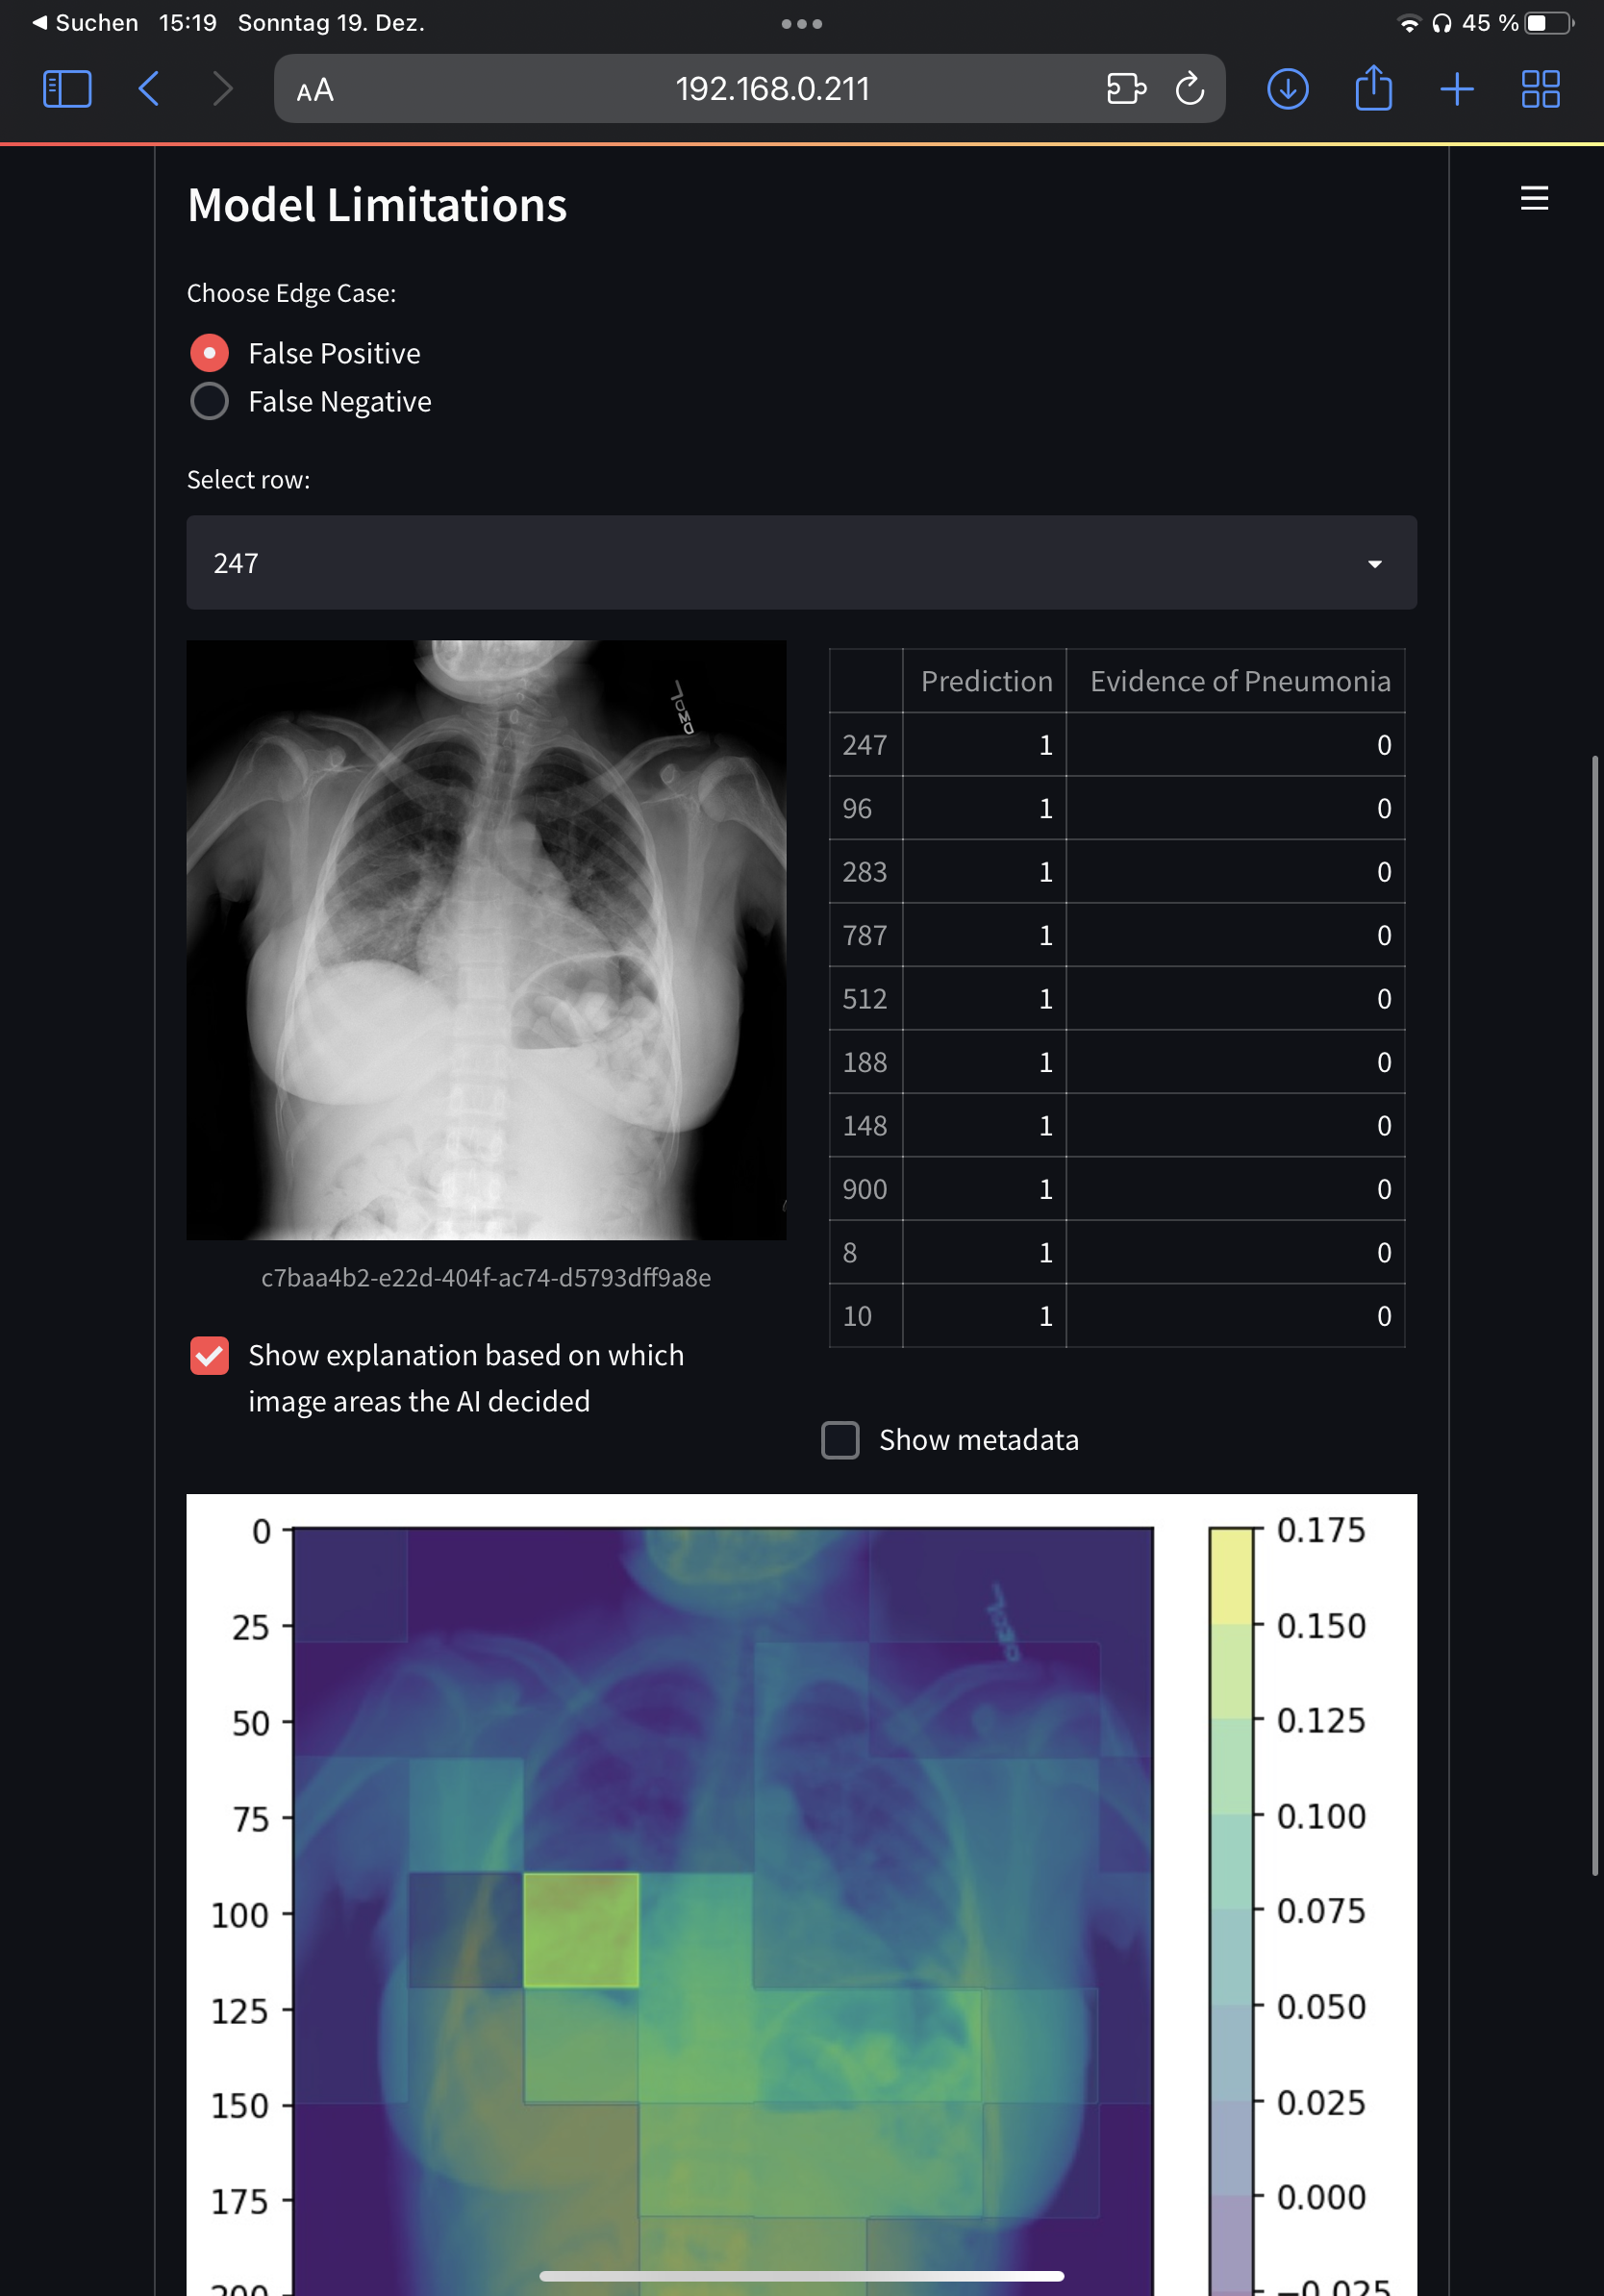 Suchen 15:19 Sonntag 19. Dez. 45 %
AA 192.168.0.211
Model Limitations
Choose Edge Case:
False Positive
False Negative
Select row:
247
Prediction Evidence of Pneumonia
247 1 0
96 1 0
283 1 0
787 1 0
512 1 0
188 1 0
148 1 0
900 1 0
8 1 0
10 1 0
c7baa4b2-e22d-404f-ac74-d5793dff9a8e
Show explanation based on which
image areas the AI decided
Show metadata
0
25
50
75
100
125
150
175
200
0.175
0.150
0.125
0.100
0.075
0.050
0.025
0.000
−0.025